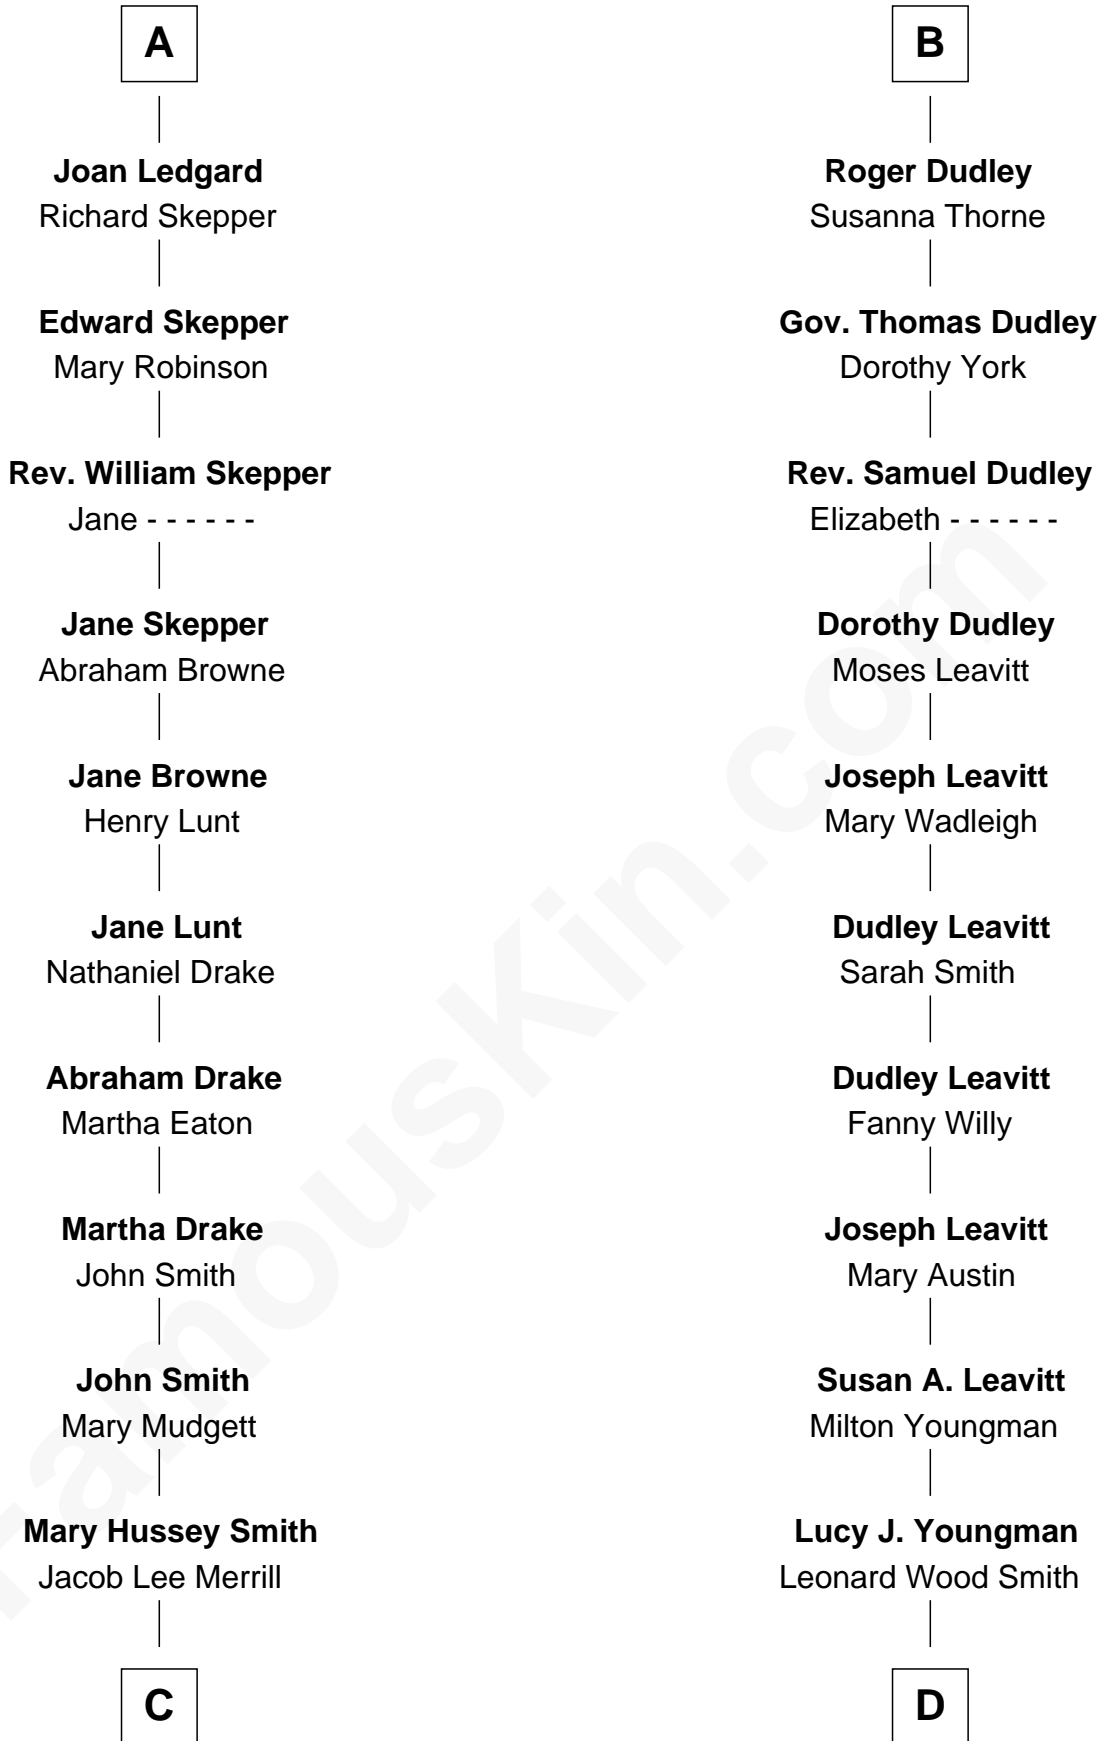 A
Joan Ledgard
Richard Skepper
Edward Skepper
Mary Robinson
Rev. William Skepper
Jane - - - - - -
Jane Skepper
Abraham Browne
Jane Browne
Henry Lunt
Jane Lunt
Nathaniel Drake
Abraham Drake
Martha Eaton
Martha Drake
John Smith
John Smith
Mary Mudgett
Mary Hussey Smith
Jacob Lee Merrill
C
B
Roger Dudley
Susanna Thorne
Gov. Thomas Dudley
Dorothy York
Rev. Samuel Dudley
Elizabeth - - - - - -
Dorothy Dudley
Moses Leavitt
Joseph Leavitt
Mary Wadleigh
Dudley Leavitt
Sarah Smith
Dudley Leavitt
Fanny Willy
Joseph Leavitt
Mary Austin
Susan A. Leavitt
Milton Youngman
Lucy J. Youngman
Leonard Wood Smith
D
FamousKin.com